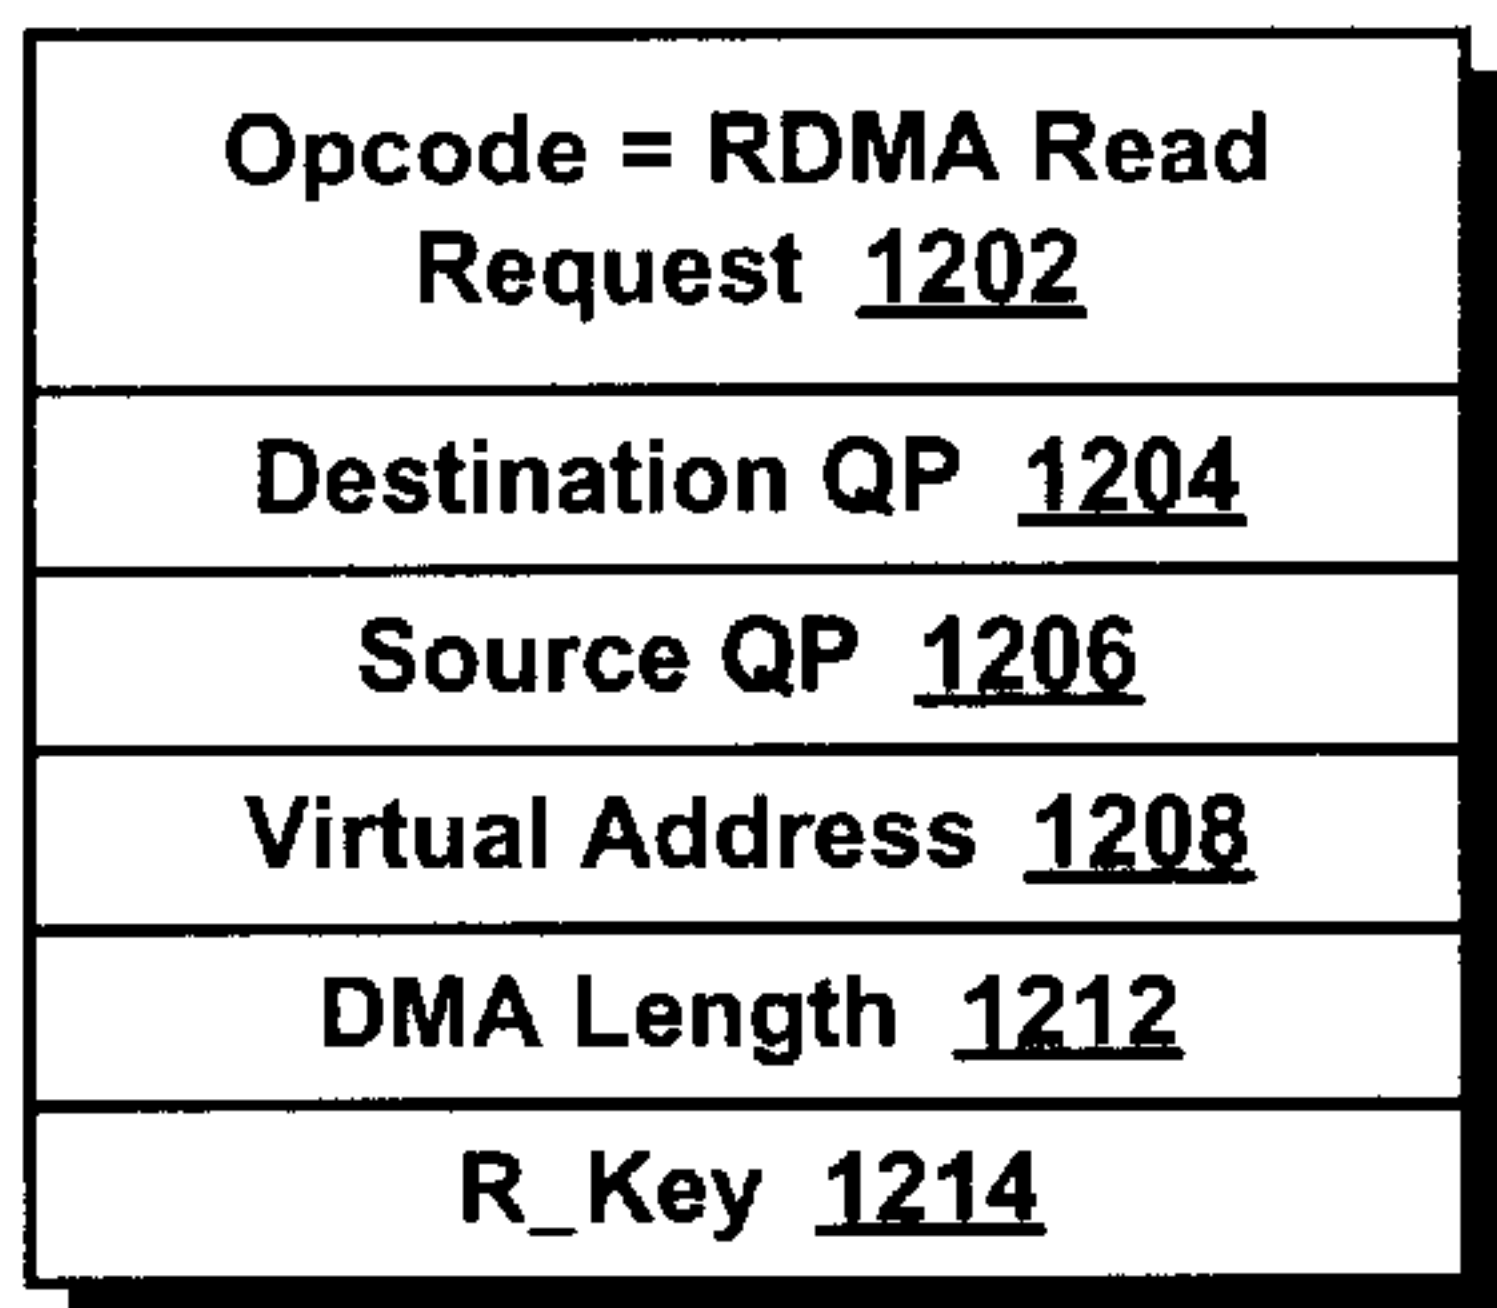 Opcode = RDMA Read
Request 1202
Destination QP 1204
Source QP 1206
Virtual Address 1208
DMA Length 1212
R_Key 1214